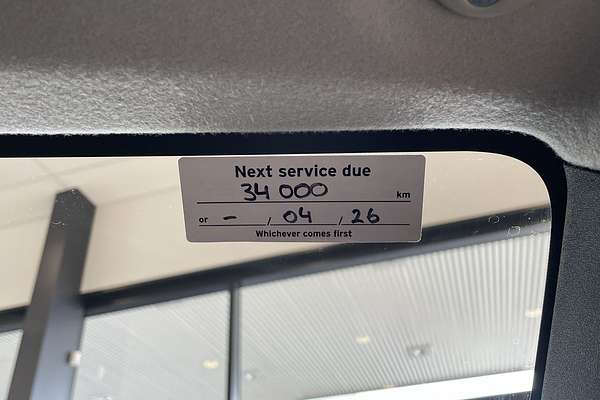 Next service due
34 000 km
or - / 04 / 26
Whichever comes first